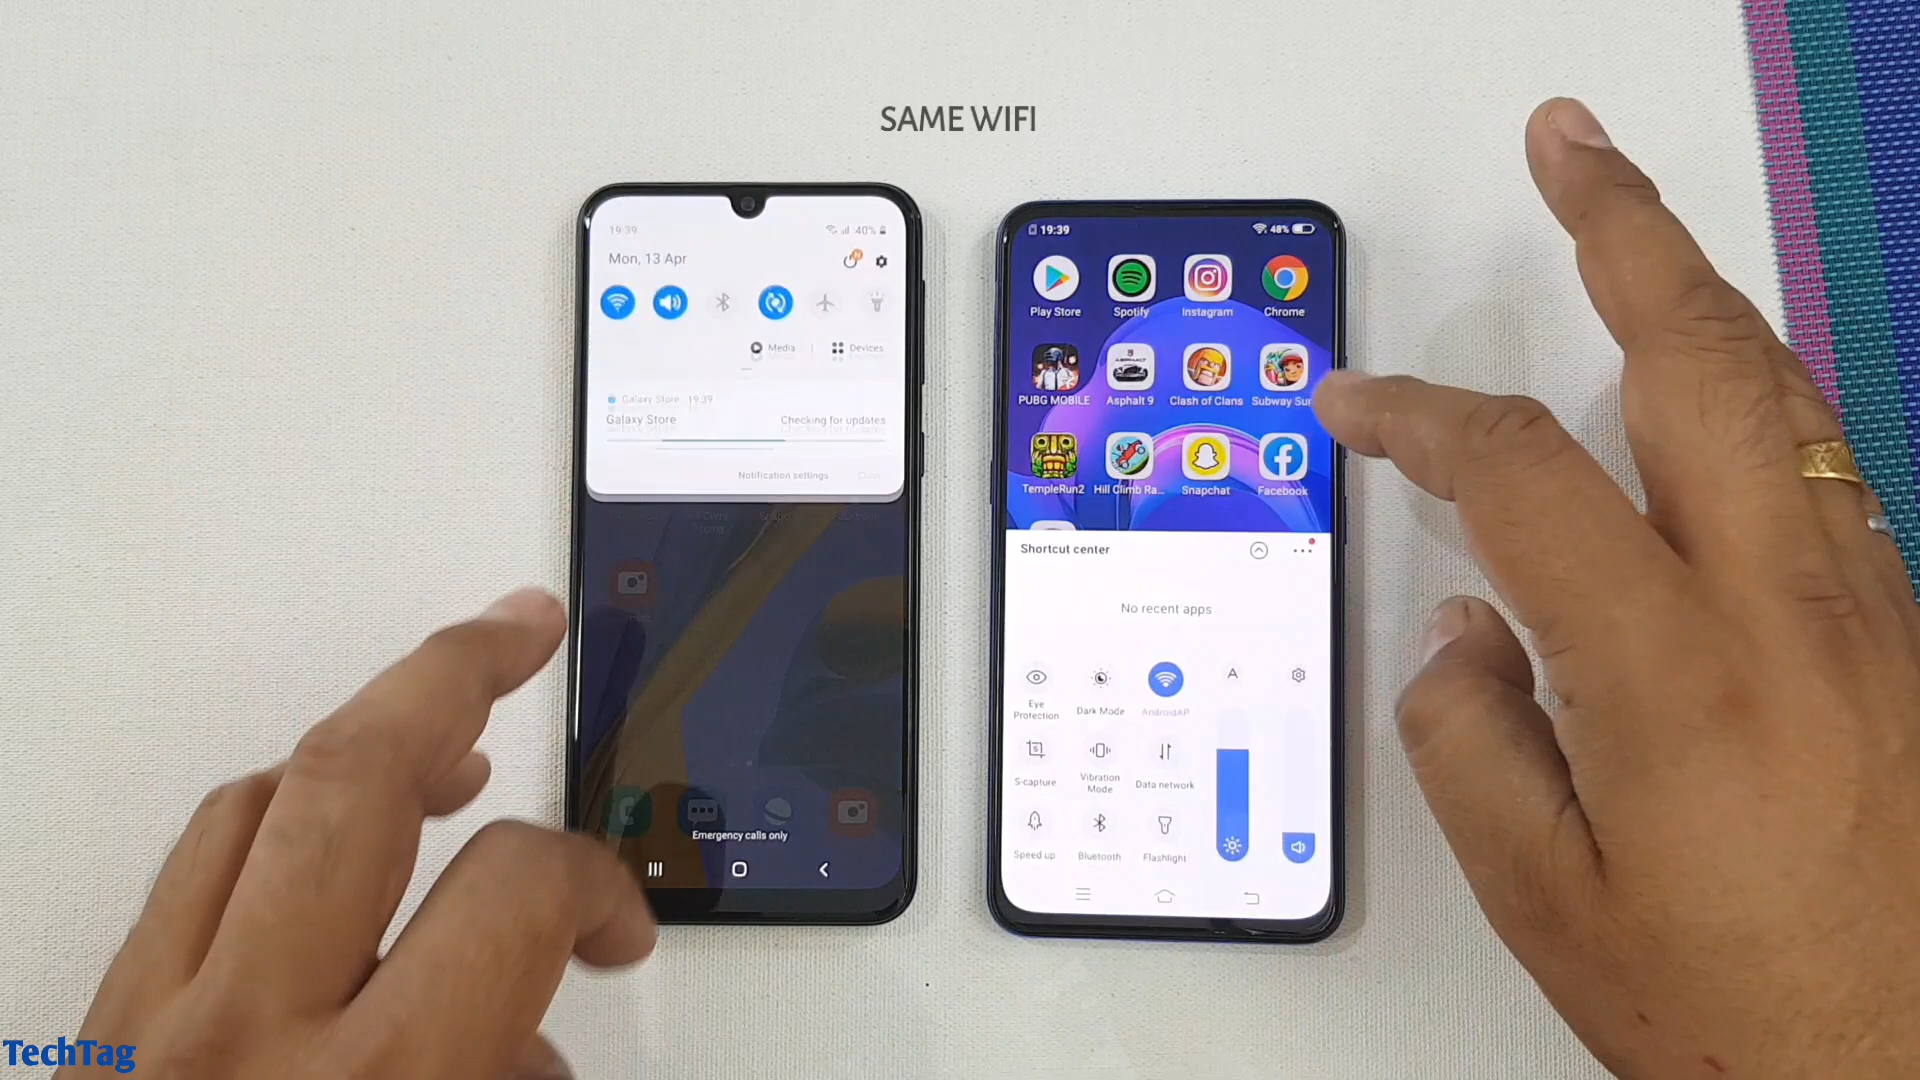 SAME WIFI
19:39
40%
Mon, 13 Apr
Media
Devices
Galaxy Store 19:39
Galaxy Store
Checking for updates
Notification settings
Close
Emergency calls only
19:39
48%
Play Store
Spotify
Instagram
Chrome
PUBG MOBILE
Asphalt 9
Clash of Clans
Subway Sur
TempleRun2
Hill Climb Ra...
Snapchat
Facebook
Shortcut center
No recent apps
Eye
Protection
Dark Mode
AndroidAP
A
S-capture
Vibration
Mode
Data network
Speed up
Bluetooth
Flashlight
TechTag